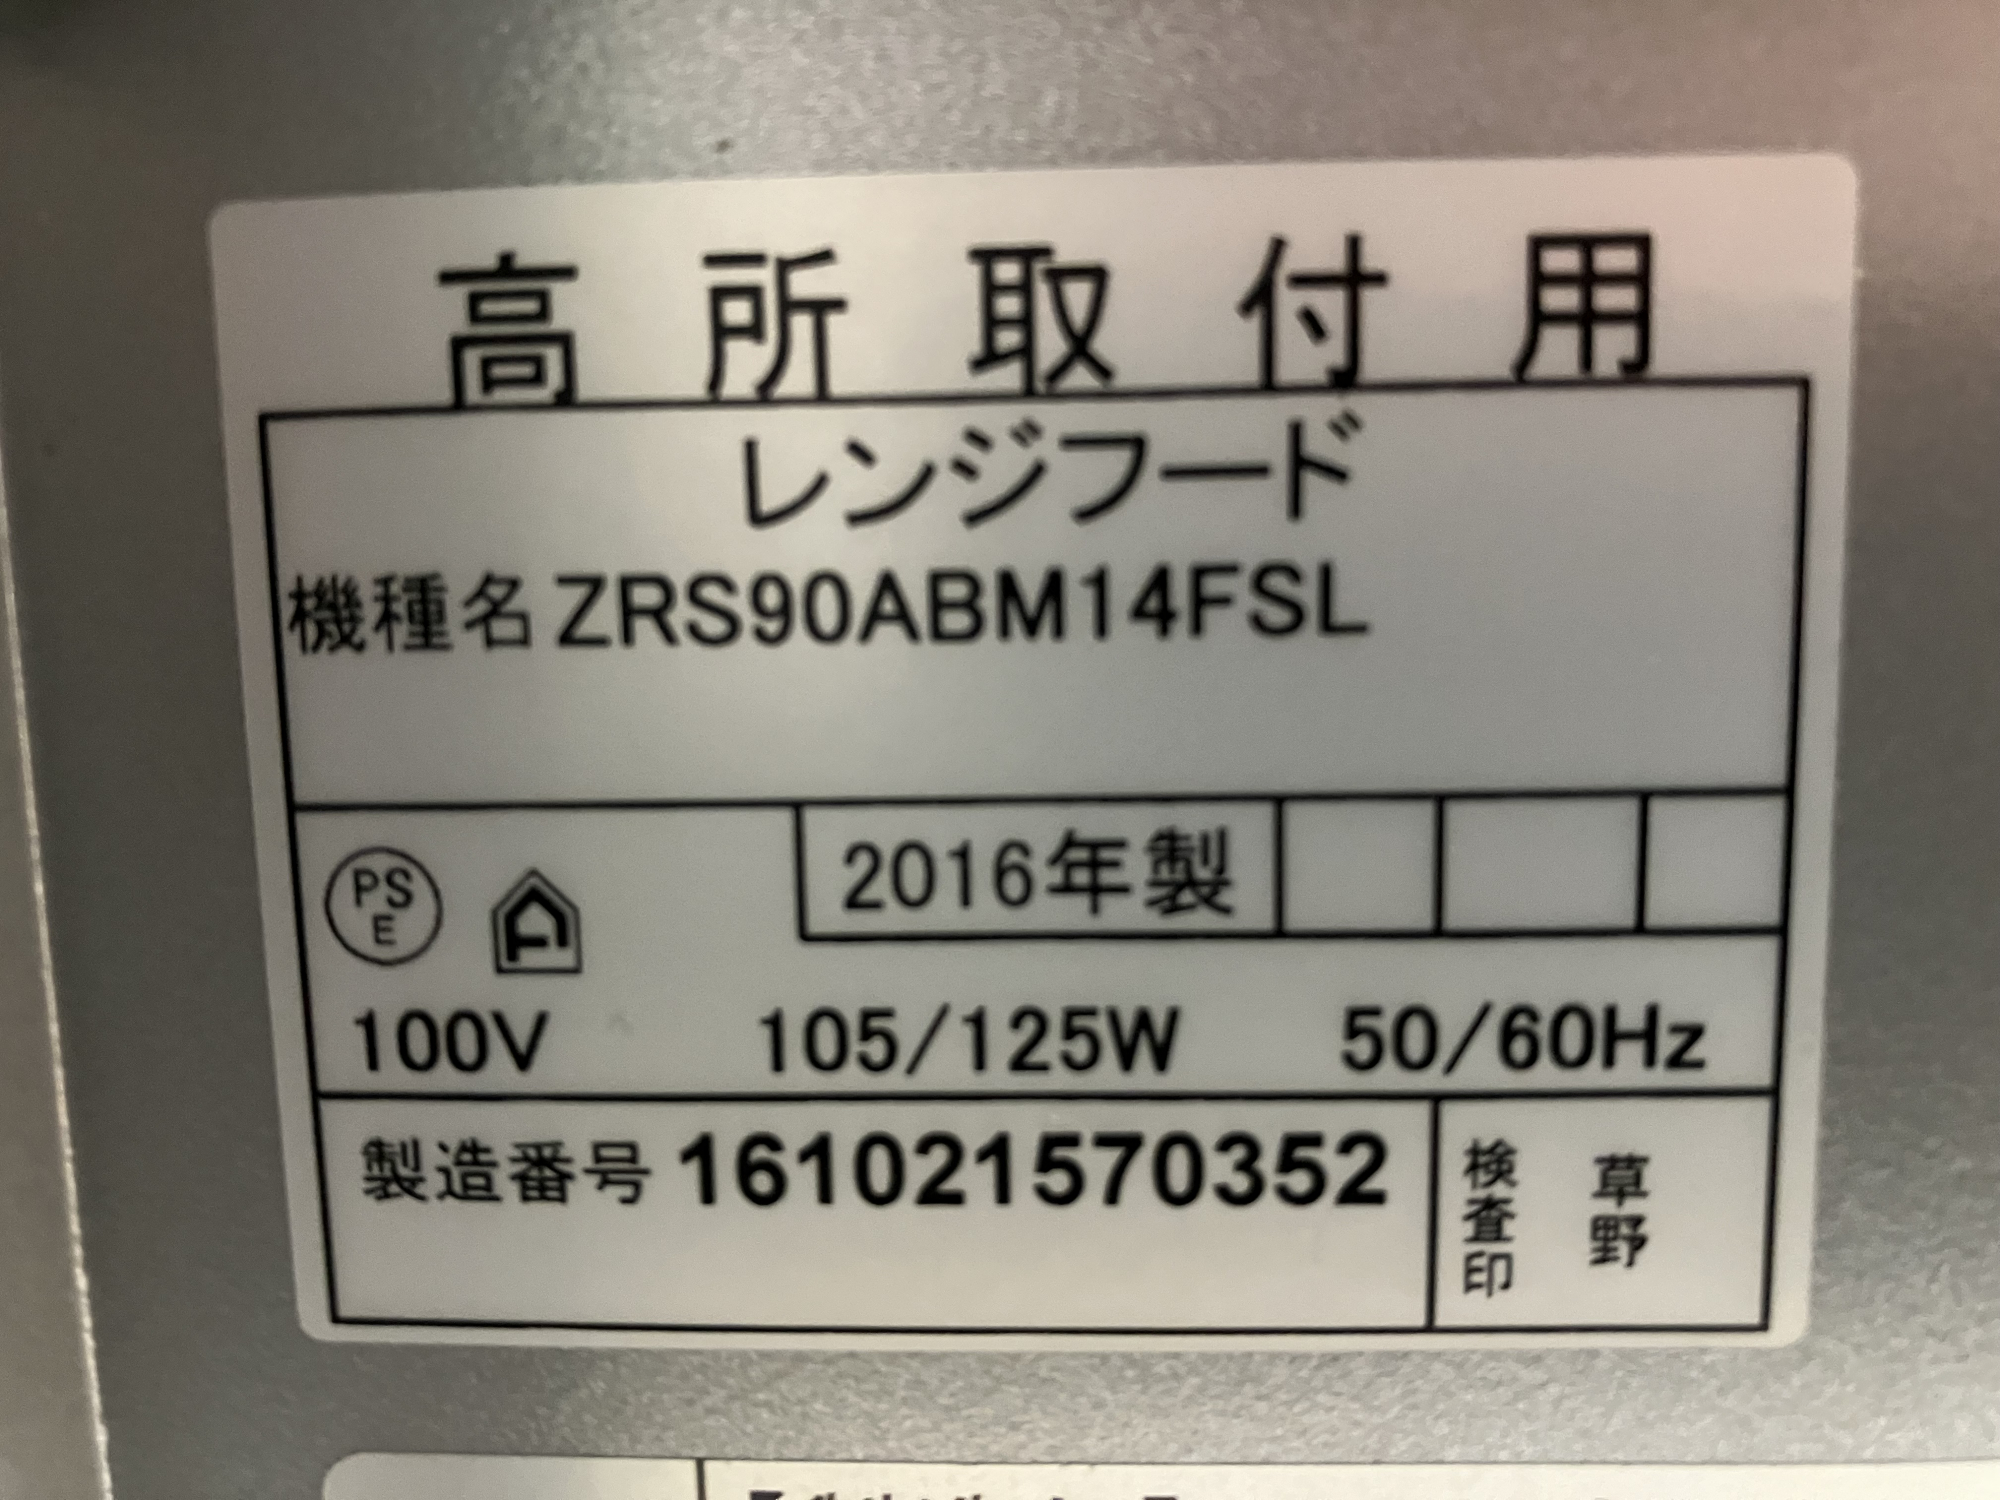 高所取付用
レンジフード
機種名 ZRS90ABM14FSL
2016年製
PS
E
100V 105/125W 50/60Hz
製造番号 161021570352
検査印
草野